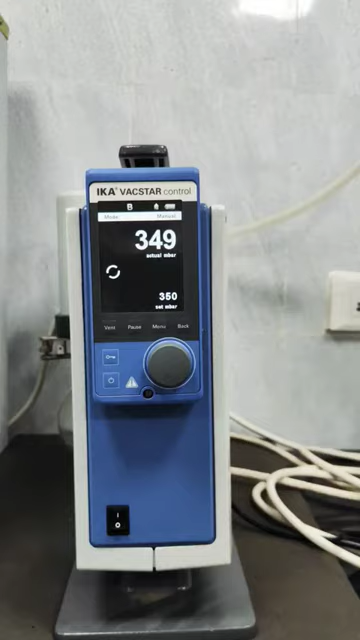 IKA® VACSTAR control
B
Mode: Manual
349
actual mbar
350
set mbar
Vent Pause Menu Back
I
O